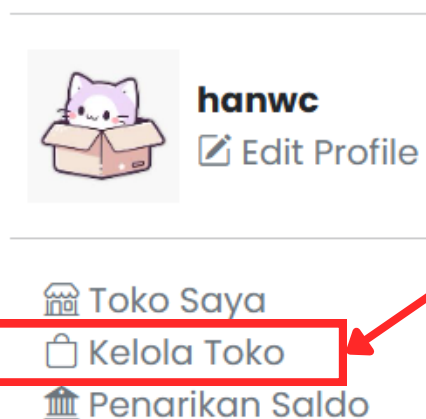 hanwc
Edit Profile
Toko Saya
Kelola Toko
Penarikan Saldo